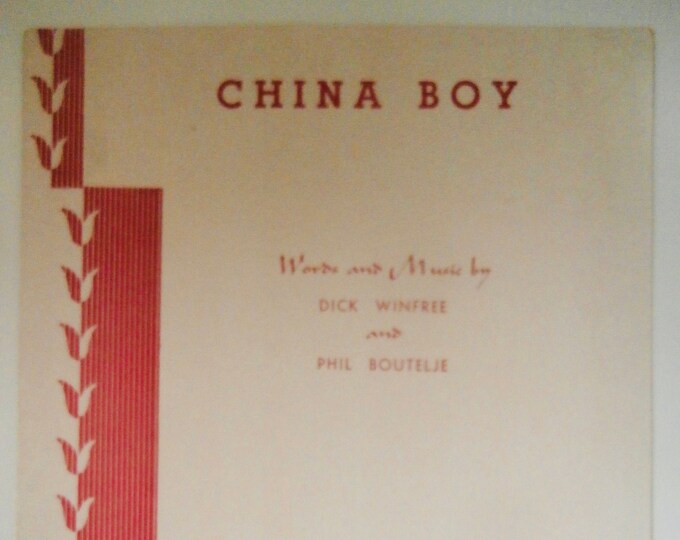 CHINA BOY
Words and Music by
DICK WINFREE
and
PHIL BOUTELJE